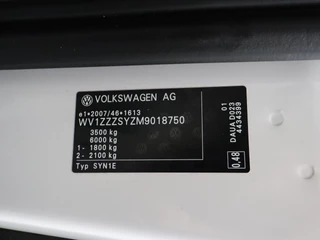 VOLKSWAGEN AG
e1*2007/46*1613
WV1ZZZSYZM9018750
3500 kg
6000 kg
1- 1800 kg
2- 2100 kg
Typ SYN1E
01
DAUA D023
4434399
0,48